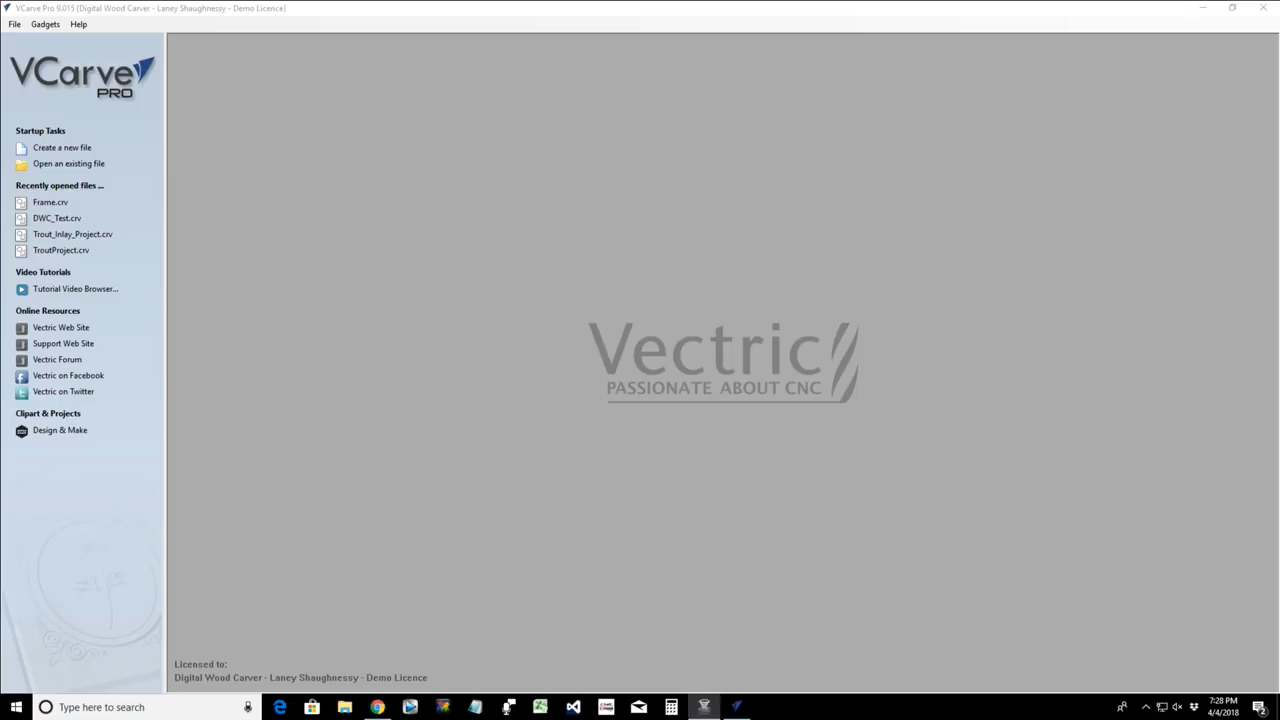 VCarve Pro 9.015 [Digital Wood Carver - Laney Shaughnessy - Demo Licence]
File Gadgets Help
VCarve
PRO
Startup Tasks
Create a new file
Open an existing file
Recently opened files ...
Frame.crv
DWC_Test.crv
Trout_Inlay_Project.crv
TroutProject.crv
Video Tutorials
Tutorial Video Browser...
Online Resources
Vectric Web Site
Support Web Site
Vectric Forum
Vectric on Facebook
Vectric on Twitter
Clipart & Projects
Design & Make
Vectric
PASSIONATE ABOUT CNC
Licensed to:
Digital Wood Carver - Laney Shaughnessy - Demo Licence
Type here to search
7:28 PM
4/4/2018
2